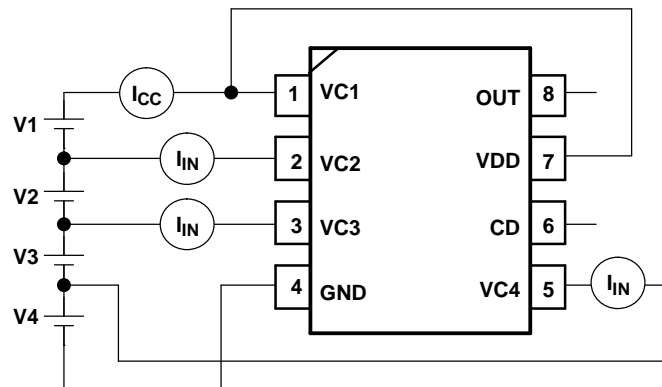 I_CC
1 VC1 OUT 8
V1
I_IN 2 VC2 VDD 7
V2
I_IN 3 VC3 CD 6
V3
4 GND VC4 5 I_IN
V4